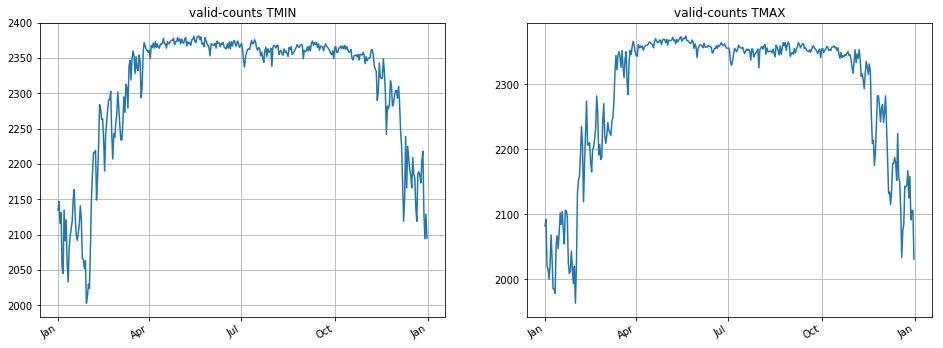 valid-counts TMIN
2400
2350
2300
2250
2200
2150
2100
2050
2000
Jan
Apr
Jul
Oct
Jan
valid-counts TMAX
2300
2200
2100
2000
Jan
Apr
Jul
Oct
Jan